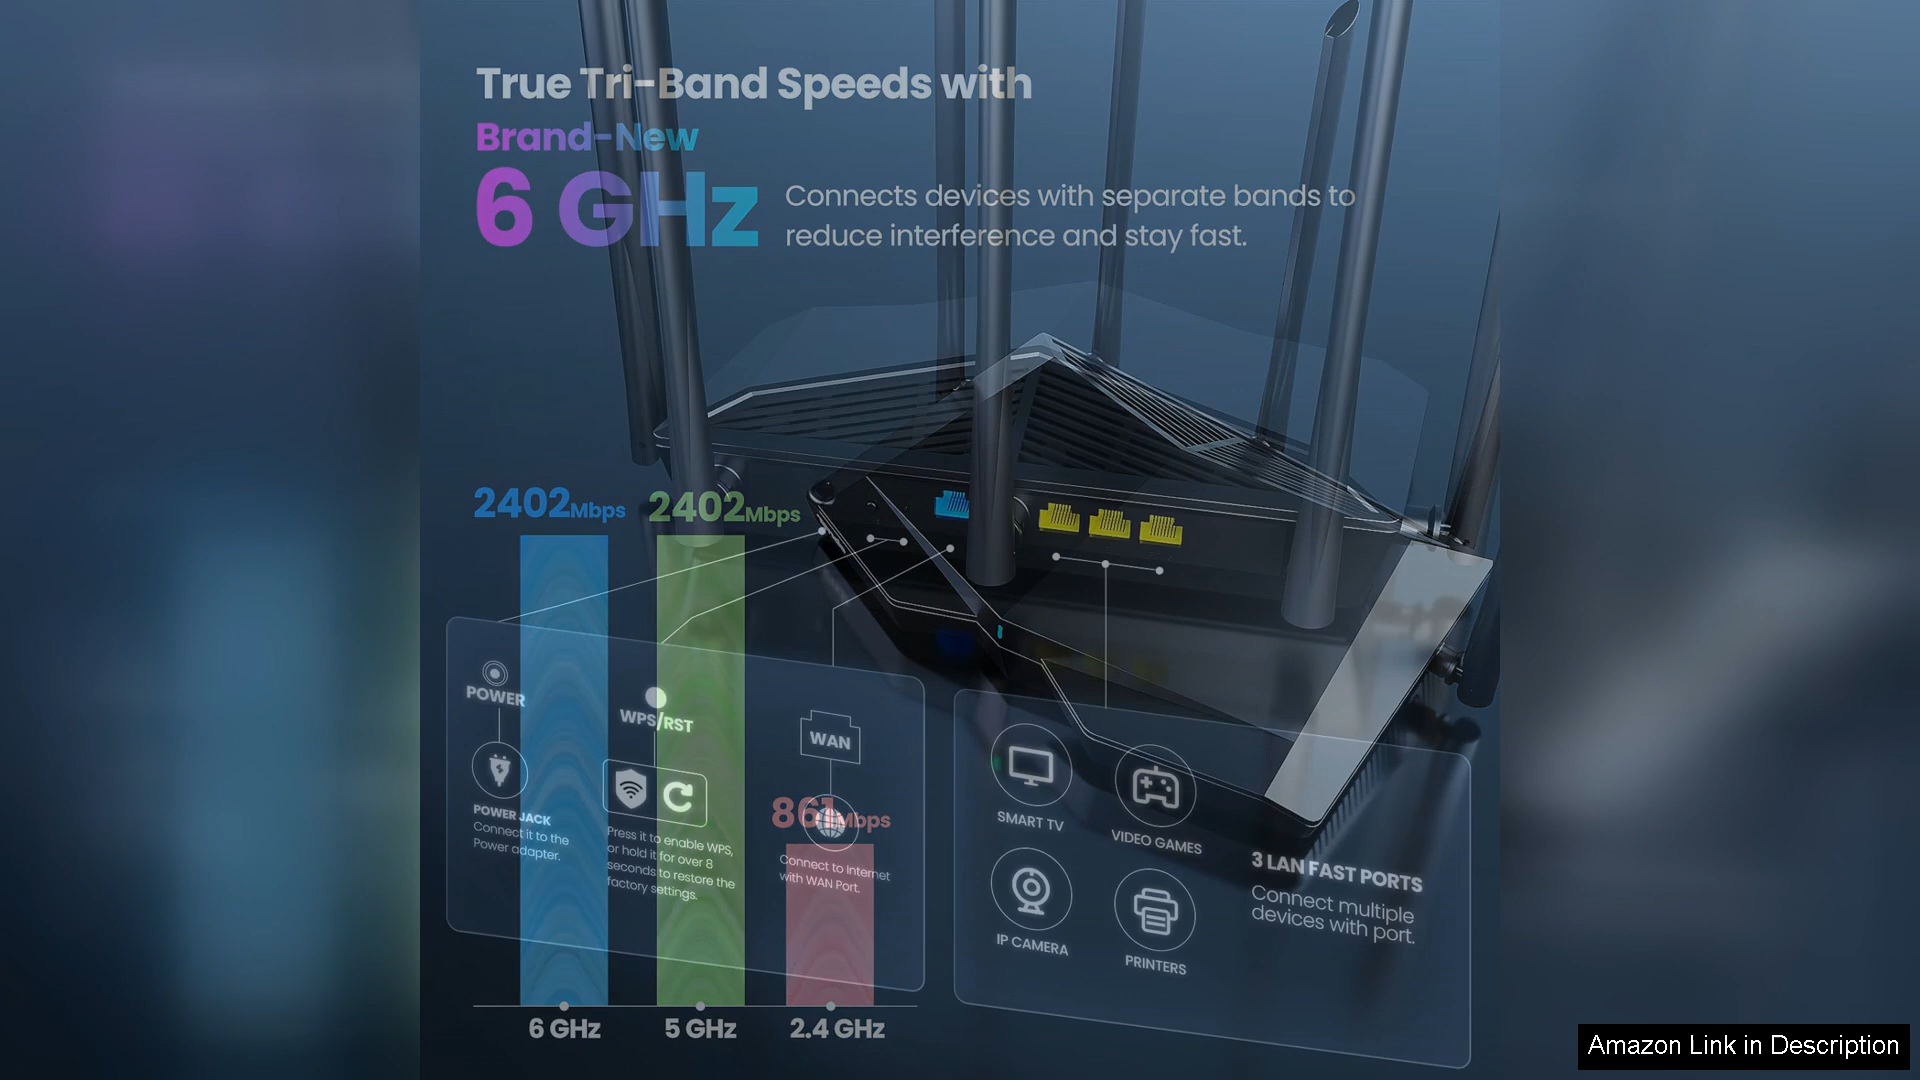 True Tri-Band Speeds with
Brand-New
6 GHz
Connects devices with separate bands to
reduce interference and stay fast.
2402Mbps
2402Mbps
POWER
WPS/RST
WAN
POWER JACK
Connect it to the
Power adapter.
Press it to enable WPS,
or hold it for over 8
seconds to restore the
factory settings.
861Mbps
Connect to Internet
with WAN Port.
SMART TV
VIDEO GAMES
IP CAMERA
PRINTERS
3 LAN FAST PORTS
Connect multiple
devices with port.
6 GHz
5 GHz
2.4 GHz
Amazon Link in Description